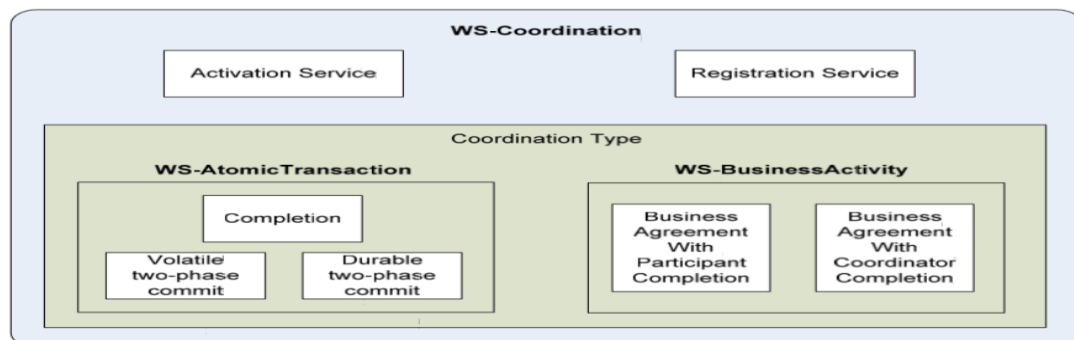 WS-Coordination
Activation Service
Registration Service
Coordination Type
WS-AtomicTransaction
WS-BusinessActivity
Completion
Volatile
two-phase
commit
Durable
two-phase
commit
Business
Agreement
With
Participant
Completion
Business
Agreement
With
Coordinator
Completion